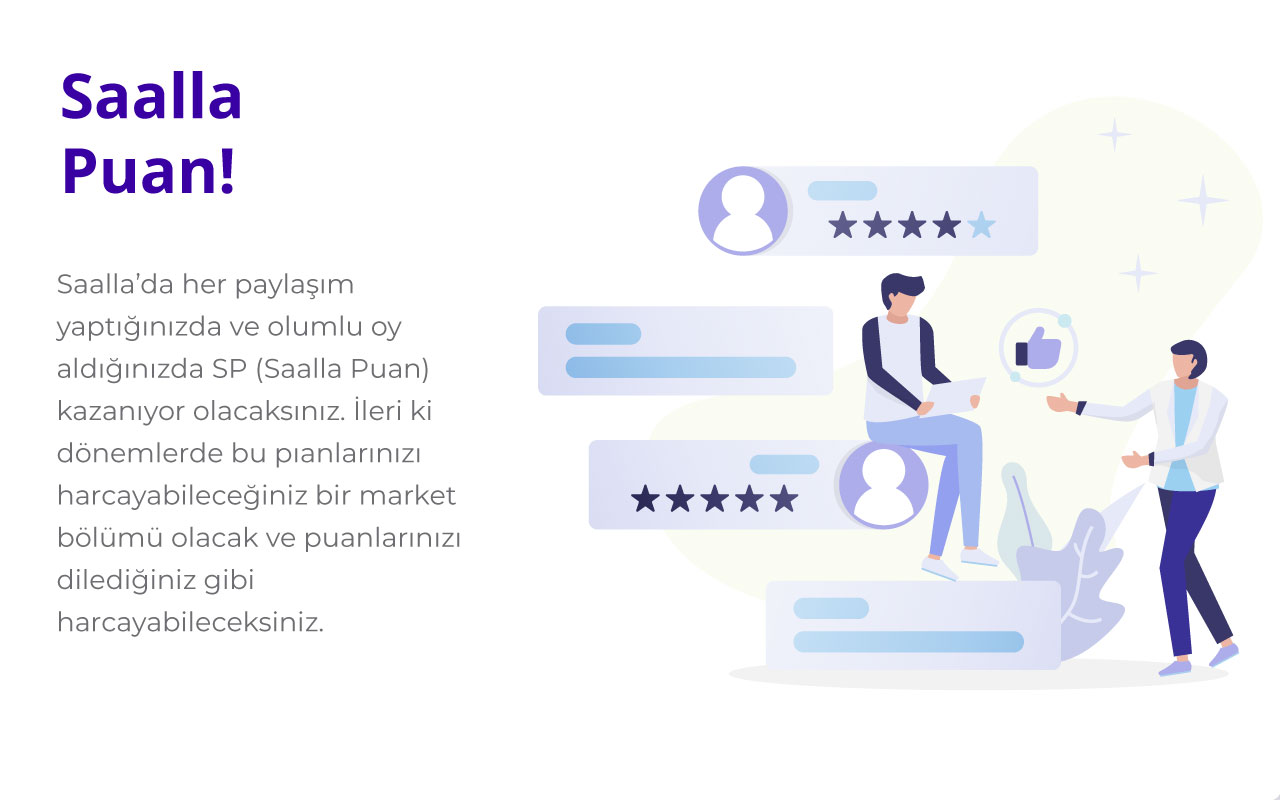 Saalla
Puan!
Saalla’da her paylaşım
yaptığınızda ve olumlu oy
aldığınızda SP (Saalla Puan)
kazanıyor olacaksınız. İleri ki
dönemlerde bu pıanlarınızı
harcayabileceğiniz bir market
bölümü olacak ve puanlarınızı
dilediğiniz gibi
harcayabileceksiniz.